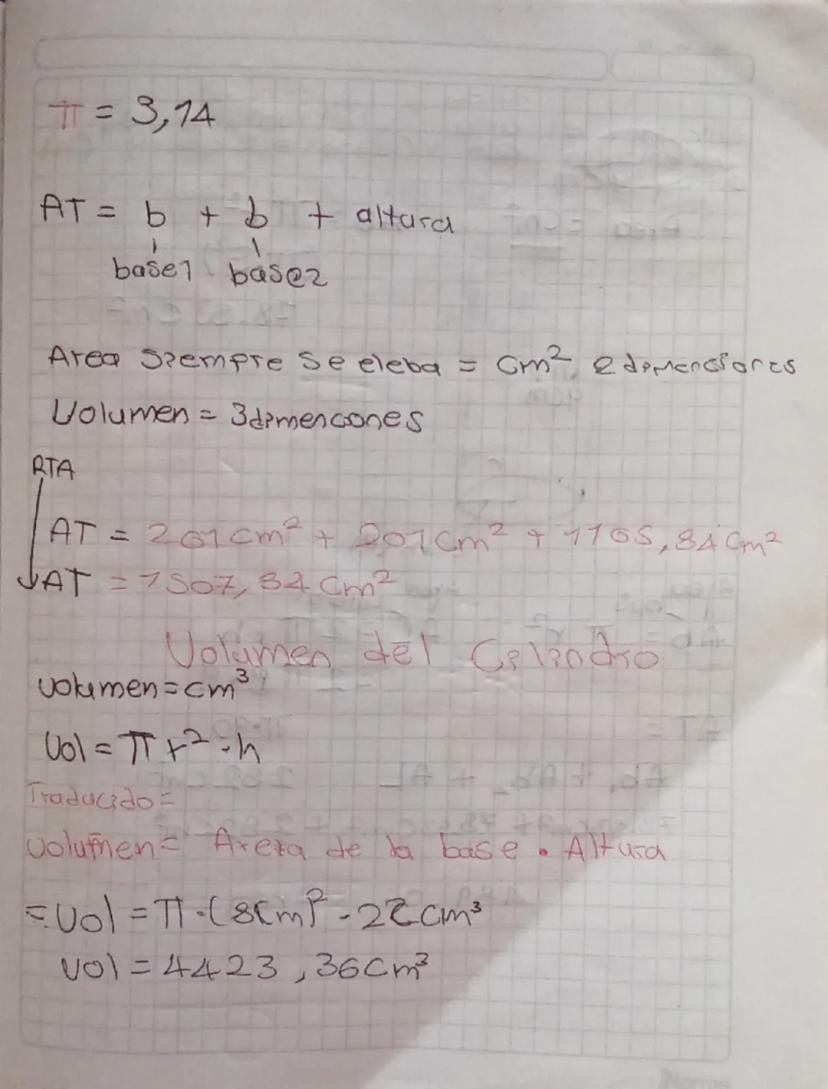 π = 3,14
AT = b + b + altura
base1 base2
Area siempre se eleba = cm² 2 dimenciones
Volumen = 3 dimenciones
RTA
AT = 201 cm² + 201 cm² + 1105,84 cm²
AT = 1507,84 cm²
Volumen del Cilindro
volumen = cm³
Vol = π r² · h
Traducido =
volumen = Area de la base · Altura
= Vol = π · (8cm)² · 22 cm³
Vol = 4423,36 cm³